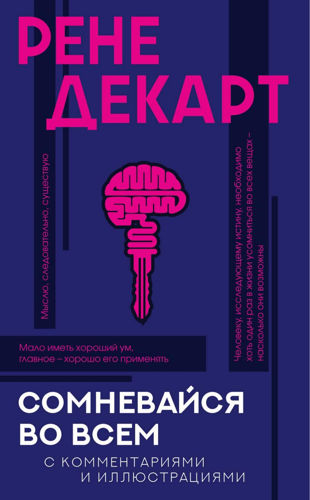 РЕНЕ
ДЕКАРТ
Мыслю, следовательно, существую
Человеку, исследующему истину, необходимо
хоть один раз в жизни усомниться во всех вещах –
насколько они возможны
Мало иметь хороший ум,
главное – хорошо его применять
СОМНЕВАЙСЯ
ВО ВСЕМ
С КОММЕНТАРИЯМИ
И ИЛЛЮСТРАЦИЯМИ